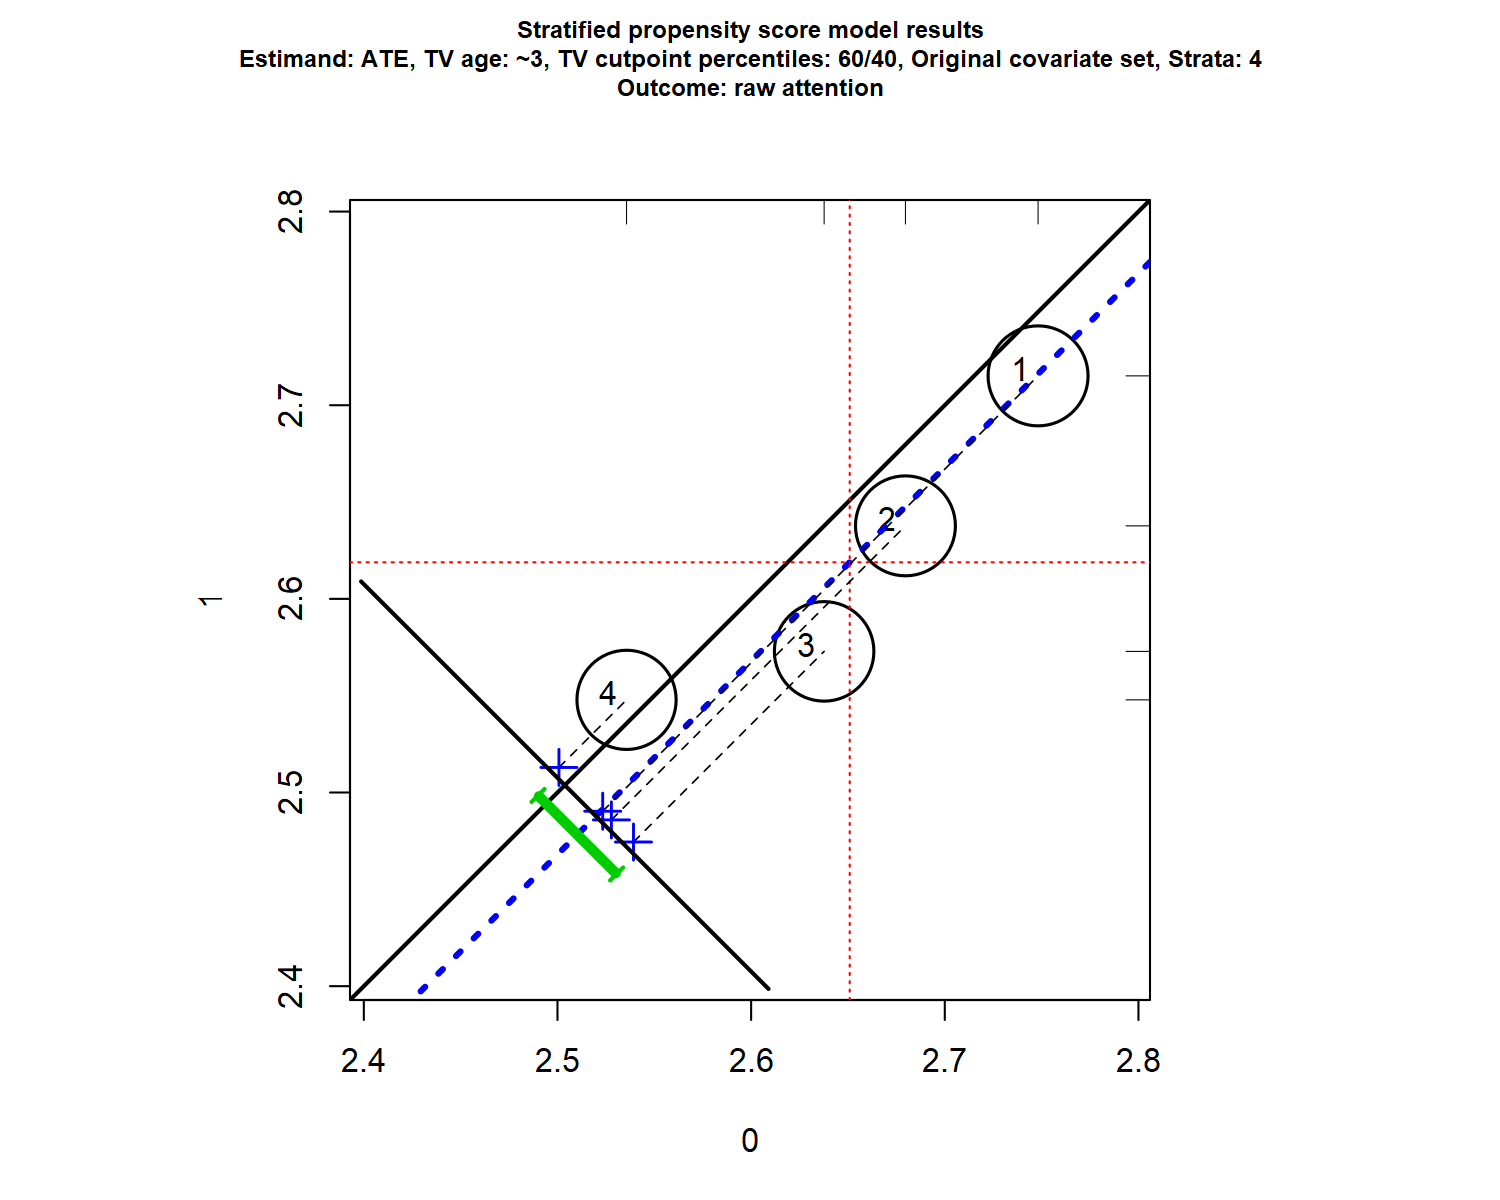 Stratified propensity score model results
Estimand: ATE, TV age: ~3, TV cutpoint percentiles: 60/40, Original covariate set, Strata: 4
Outcome: raw attention
2.8
2.7
2.6
2.5
2.4
1
1
2
3
4
2.4 2.5 2.6 2.7 2.8
0